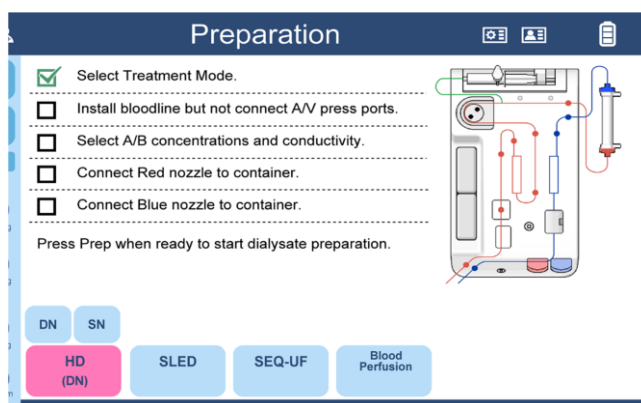 Preparation
Select Treatment Mode.
Install bloodline but not connect A/V press ports.
Select A/B concentrations and conductivity.
Connect Red nozzle to container.
Connect Blue nozzle to container.
Press Prep when ready to start dialysate preparation.
DN SN
HD
(DN)
SLED
SEQ-UF
Blood
Perfusion